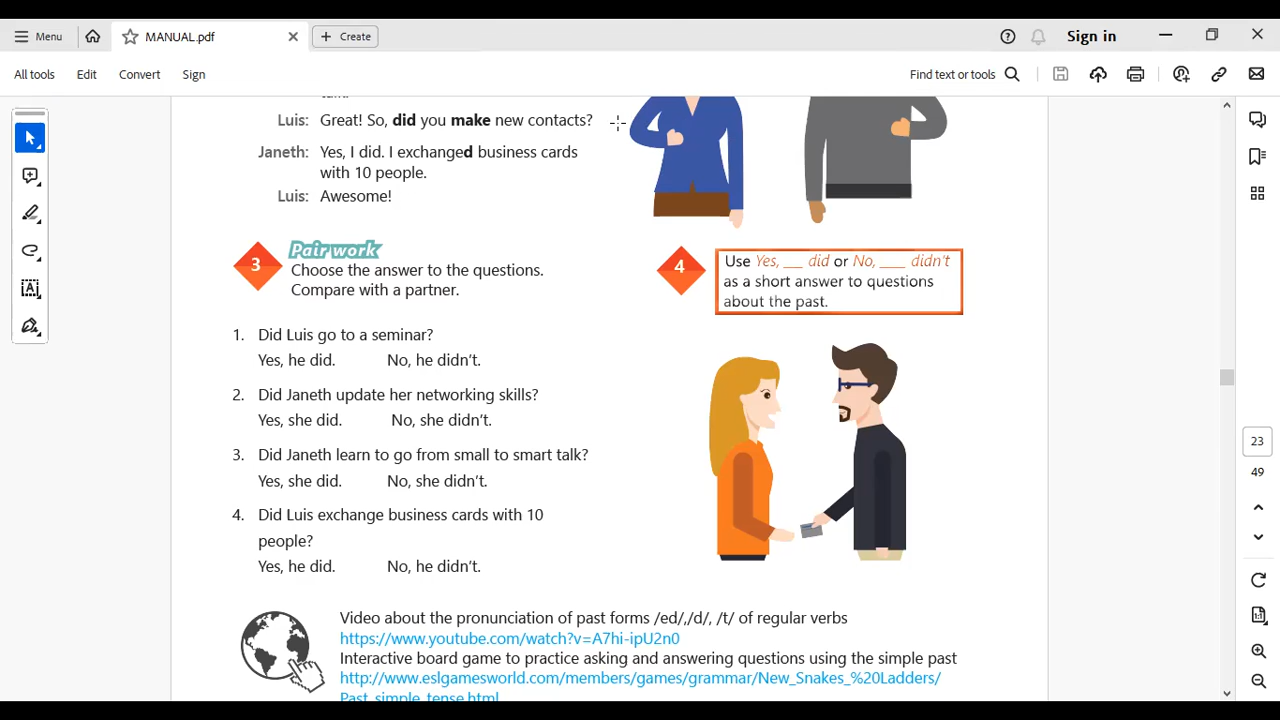 Menu
MANUAL.pdf
Create
Sign in
All tools
Edit
Convert
Sign
Find text or tools
Luis: Great! So, did you make new contacts?
Janeth: Yes, I did. I exchanged business cards
with 10 people.
Luis: Awesome!
3
Pair work
Choose the answer to the questions.
Compare with a partner.
1. Did Luis go to a seminar?
Yes, he did. No, he didn't.
2. Did Janeth update her networking skills?
Yes, she did. No, she didn't.
3. Did Janeth learn to go from small to smart talk?
Yes, she did. No, she didn't.
4. Did Luis exchange business cards with 10
people?
Yes, he did. No, he didn't.
4
Use Yes, __ did or No, ___ didn't
as a short answer to questions
about the past.
Video about the pronunciation of past forms /ed/,/d/, /t/ of regular verbs
https://www.youtube.com/watch?v=A7hi-ipU2n0
Interactive board game to practice asking and answering questions using the simple past
http://www.eslgamesworld.com/members/games/grammar/New_Snakes_%20Ladders/
Past_simple_tense.html
23
49